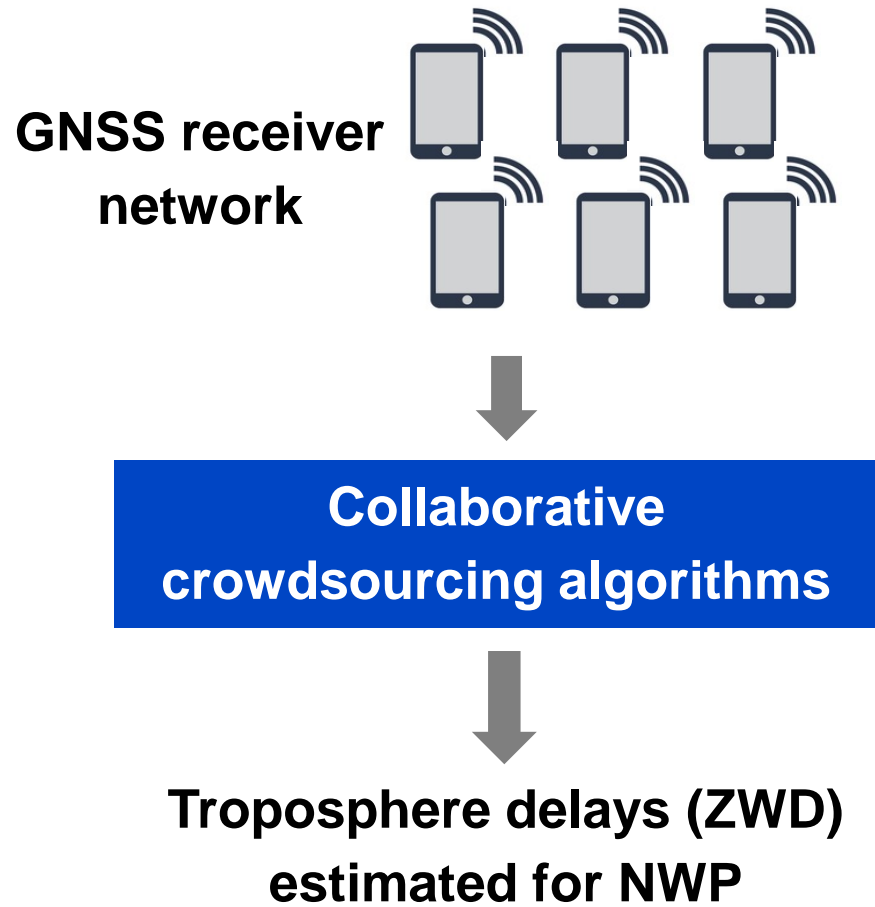 GNSS receiver
network
Collaborative
crowdsourcing algorithms
Troposphere delays (ZWD)
estimated for NWP